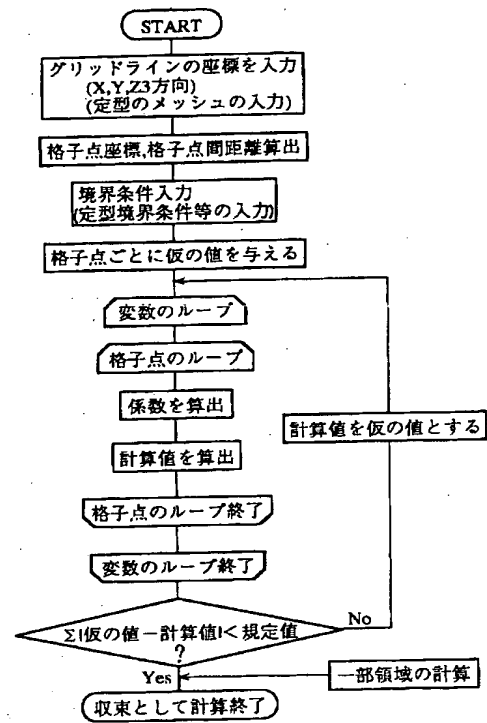 START
グリッドラインの座標を入力
(X,Y,Z3方向)
(定型のメッシュの入力)
格子点座標,格子点間距離算出
境界条件入力
(定型境界条件等の入力)
格子点ごとに仮の値を与える
変数のループ
格子点のループ
係数を算出
計算値を仮の値とする
計算値を算出
格子点のループ終了
変数のループ終了
Σ|仮の値−計算値|<規定値
?
No
Yes
一部領域の計算
収束として計算終了